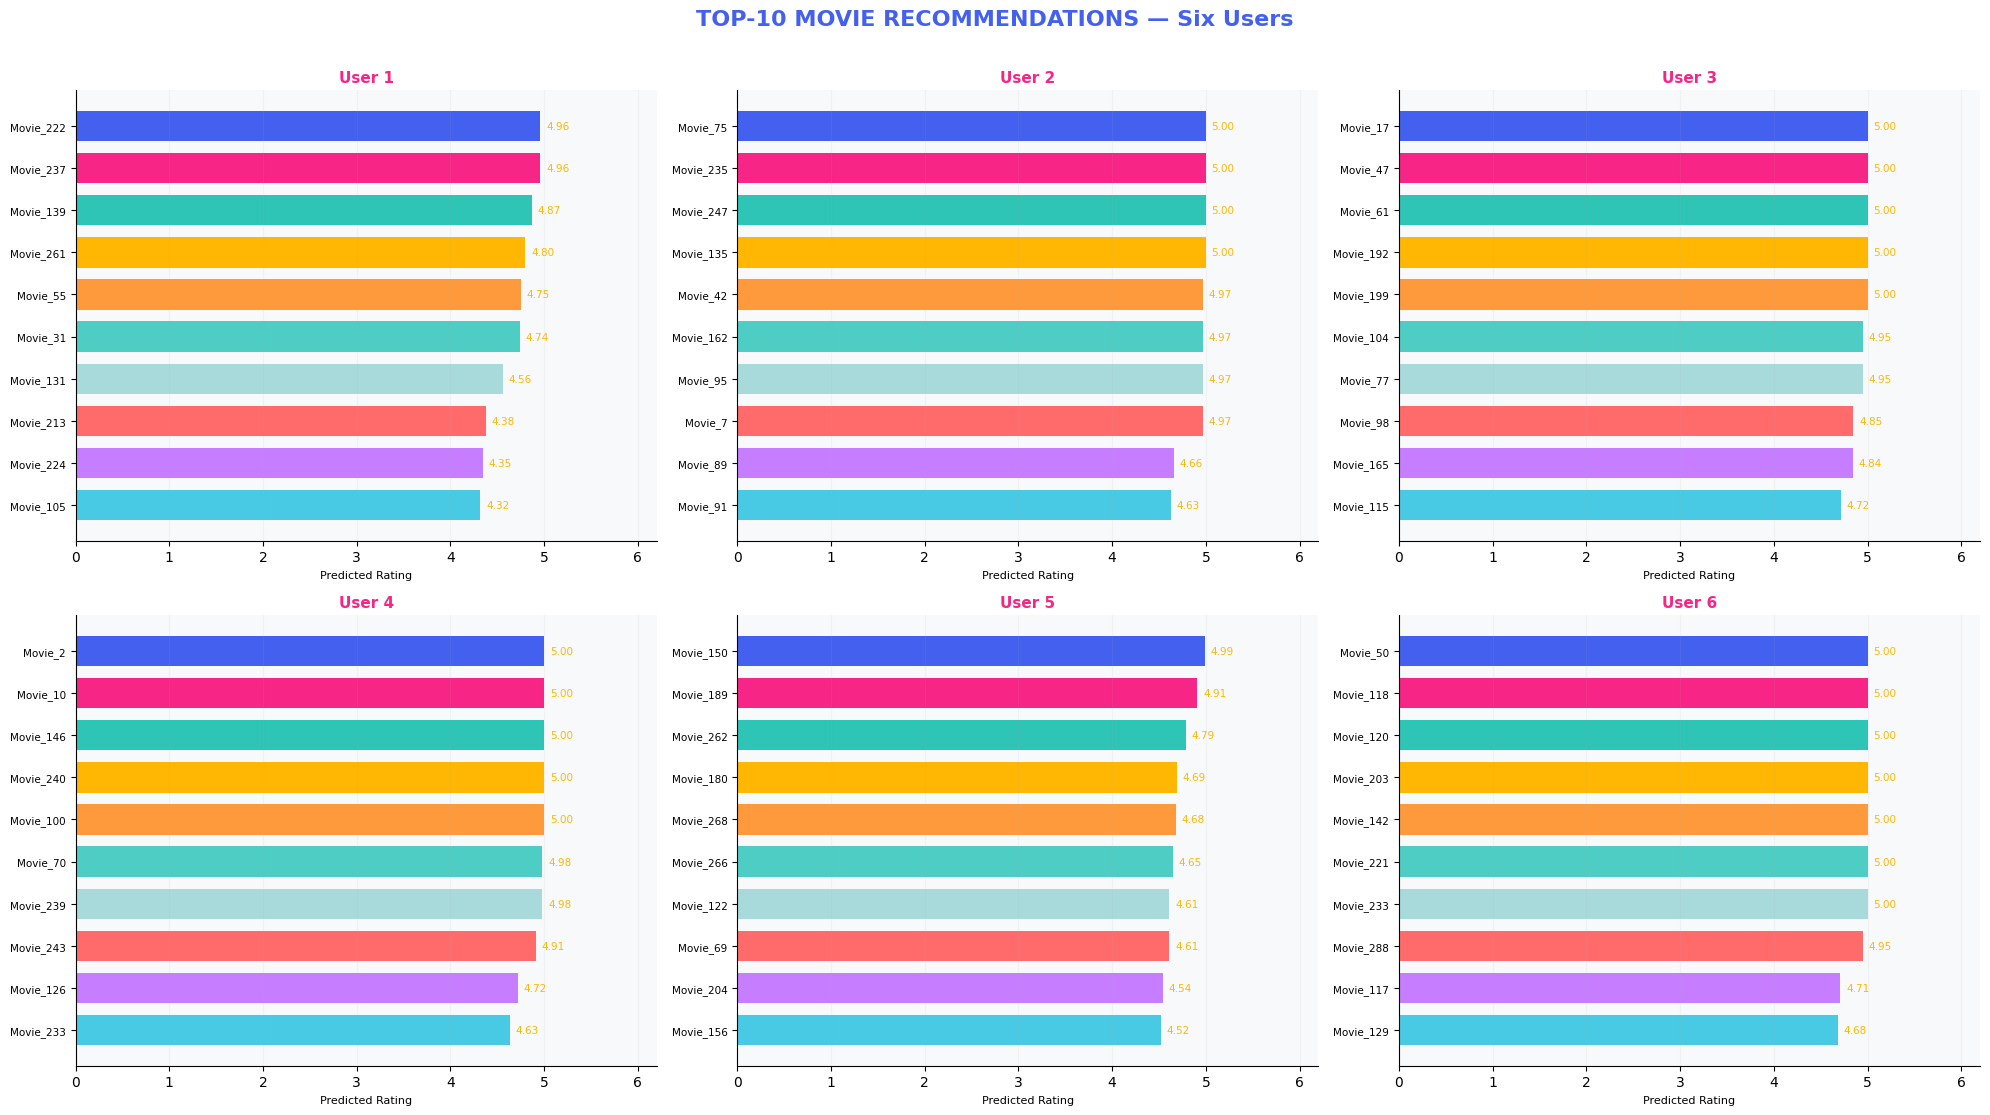 TOP-10 MOVIE RECOMMENDATIONS — Six Users
User 1
Movie_222 4.96
Movie_237 4.96
Movie_139 4.87
Movie_261 4.80
Movie_55 4.75
Movie_31 4.74
Movie_131 4.56
Movie_213 4.38
Movie_224 4.35
Movie_105 4.32
0 1 2 3 4 5 6
Predicted Rating
User 2
Movie_75 5.00
Movie_235 5.00
Movie_247 5.00
Movie_135 5.00
Movie_42 4.97
Movie_162 4.97
Movie_95 4.97
Movie_7 4.97
Movie_89 4.66
Movie_91 4.63
0 1 2 3 4 5 6
Predicted Rating
User 3
Movie_17 5.00
Movie_47 5.00
Movie_61 5.00
Movie_192 5.00
Movie_199 5.00
Movie_104 4.95
Movie_77 4.95
Movie_98 4.85
Movie_165 4.84
Movie_115 4.72
0 1 2 3 4 5 6
Predicted Rating
User 4
Movie_2 5.00
Movie_10 5.00
Movie_146 5.00
Movie_240 5.00
Movie_100 5.00
Movie_70 4.98
Movie_239 4.98
Movie_243 4.91
Movie_126 4.72
Movie_233 4.63
0 1 2 3 4 5 6
Predicted Rating
User 5
Movie_150 4.99
Movie_189 4.91
Movie_262 4.79
Movie_180 4.69
Movie_268 4.68
Movie_266 4.65
Movie_122 4.61
Movie_69 4.61
Movie_204 4.54
Movie_156 4.52
0 1 2 3 4 5 6
Predicted Rating
User 6
Movie_50 5.00
Movie_118 5.00
Movie_120 5.00
Movie_203 5.00
Movie_142 5.00
Movie_221 5.00
Movie_233 5.00
Movie_288 4.95
Movie_117 4.71
Movie_129 4.68
0 1 2 3 4 5 6
Predicted Rating